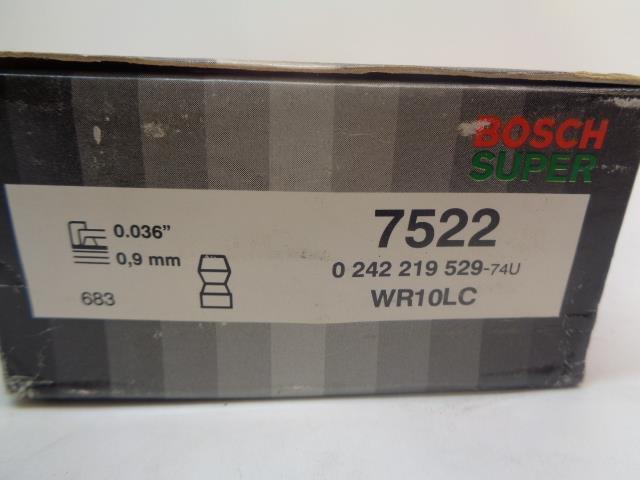 BOSCH
SUPER
0.036”
0,9 mm
683
7522
0 242 219 529-74U
WR10LC